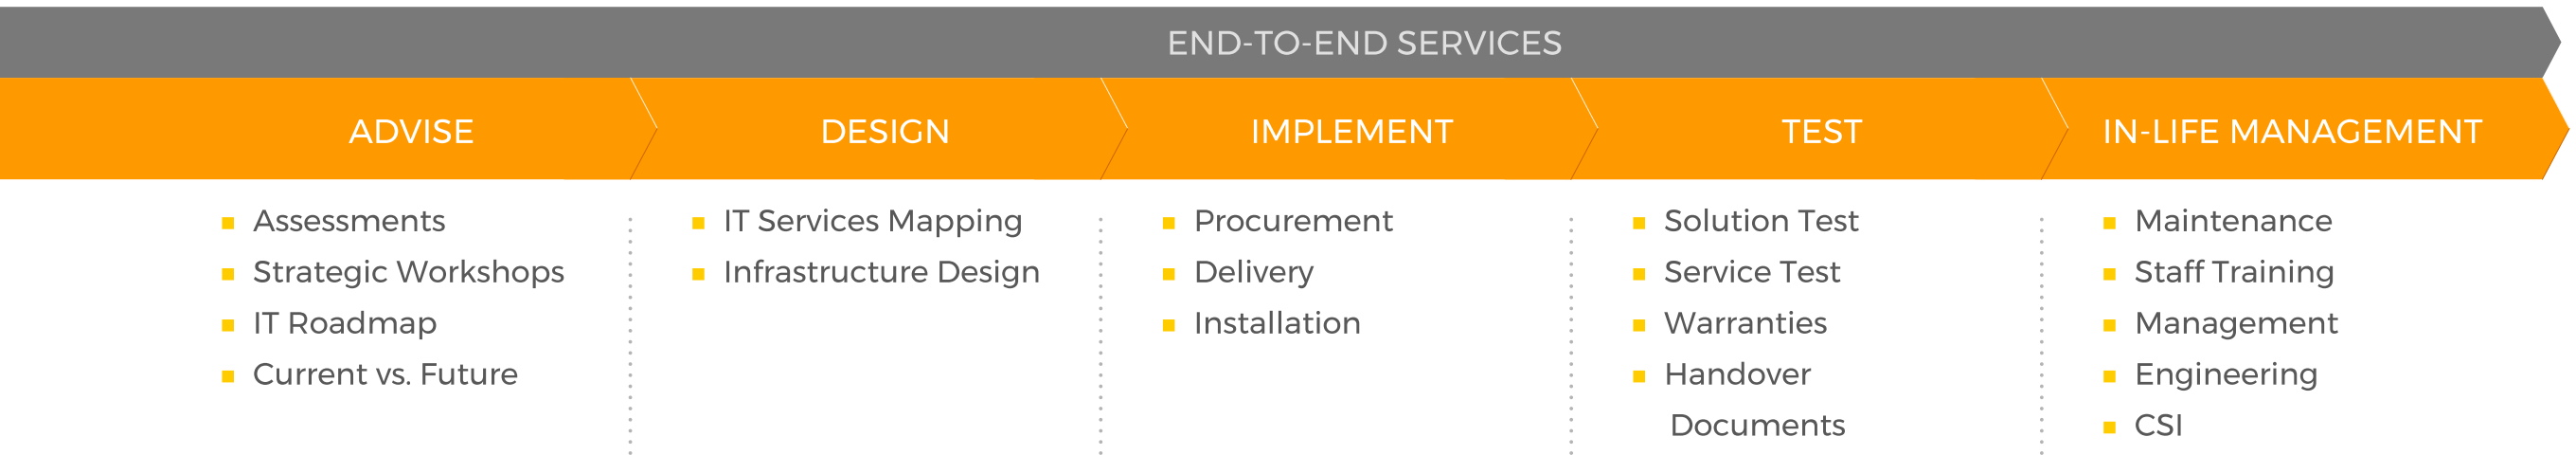 END-TO-END SERVICES
ADVISE
DESIGN
IMPLEMENT
TEST
IN-LIFE MANAGEMENT
Assessments
Strategic Workshops
IT Roadmap
Current vs. Future
IT Services Mapping
Infrastructure Design
Procurement
Delivery
Installation
Solution Test
Service Test
Warranties
Handover
Documents
Maintenance
Staff Training
Management
Engineering
CSI